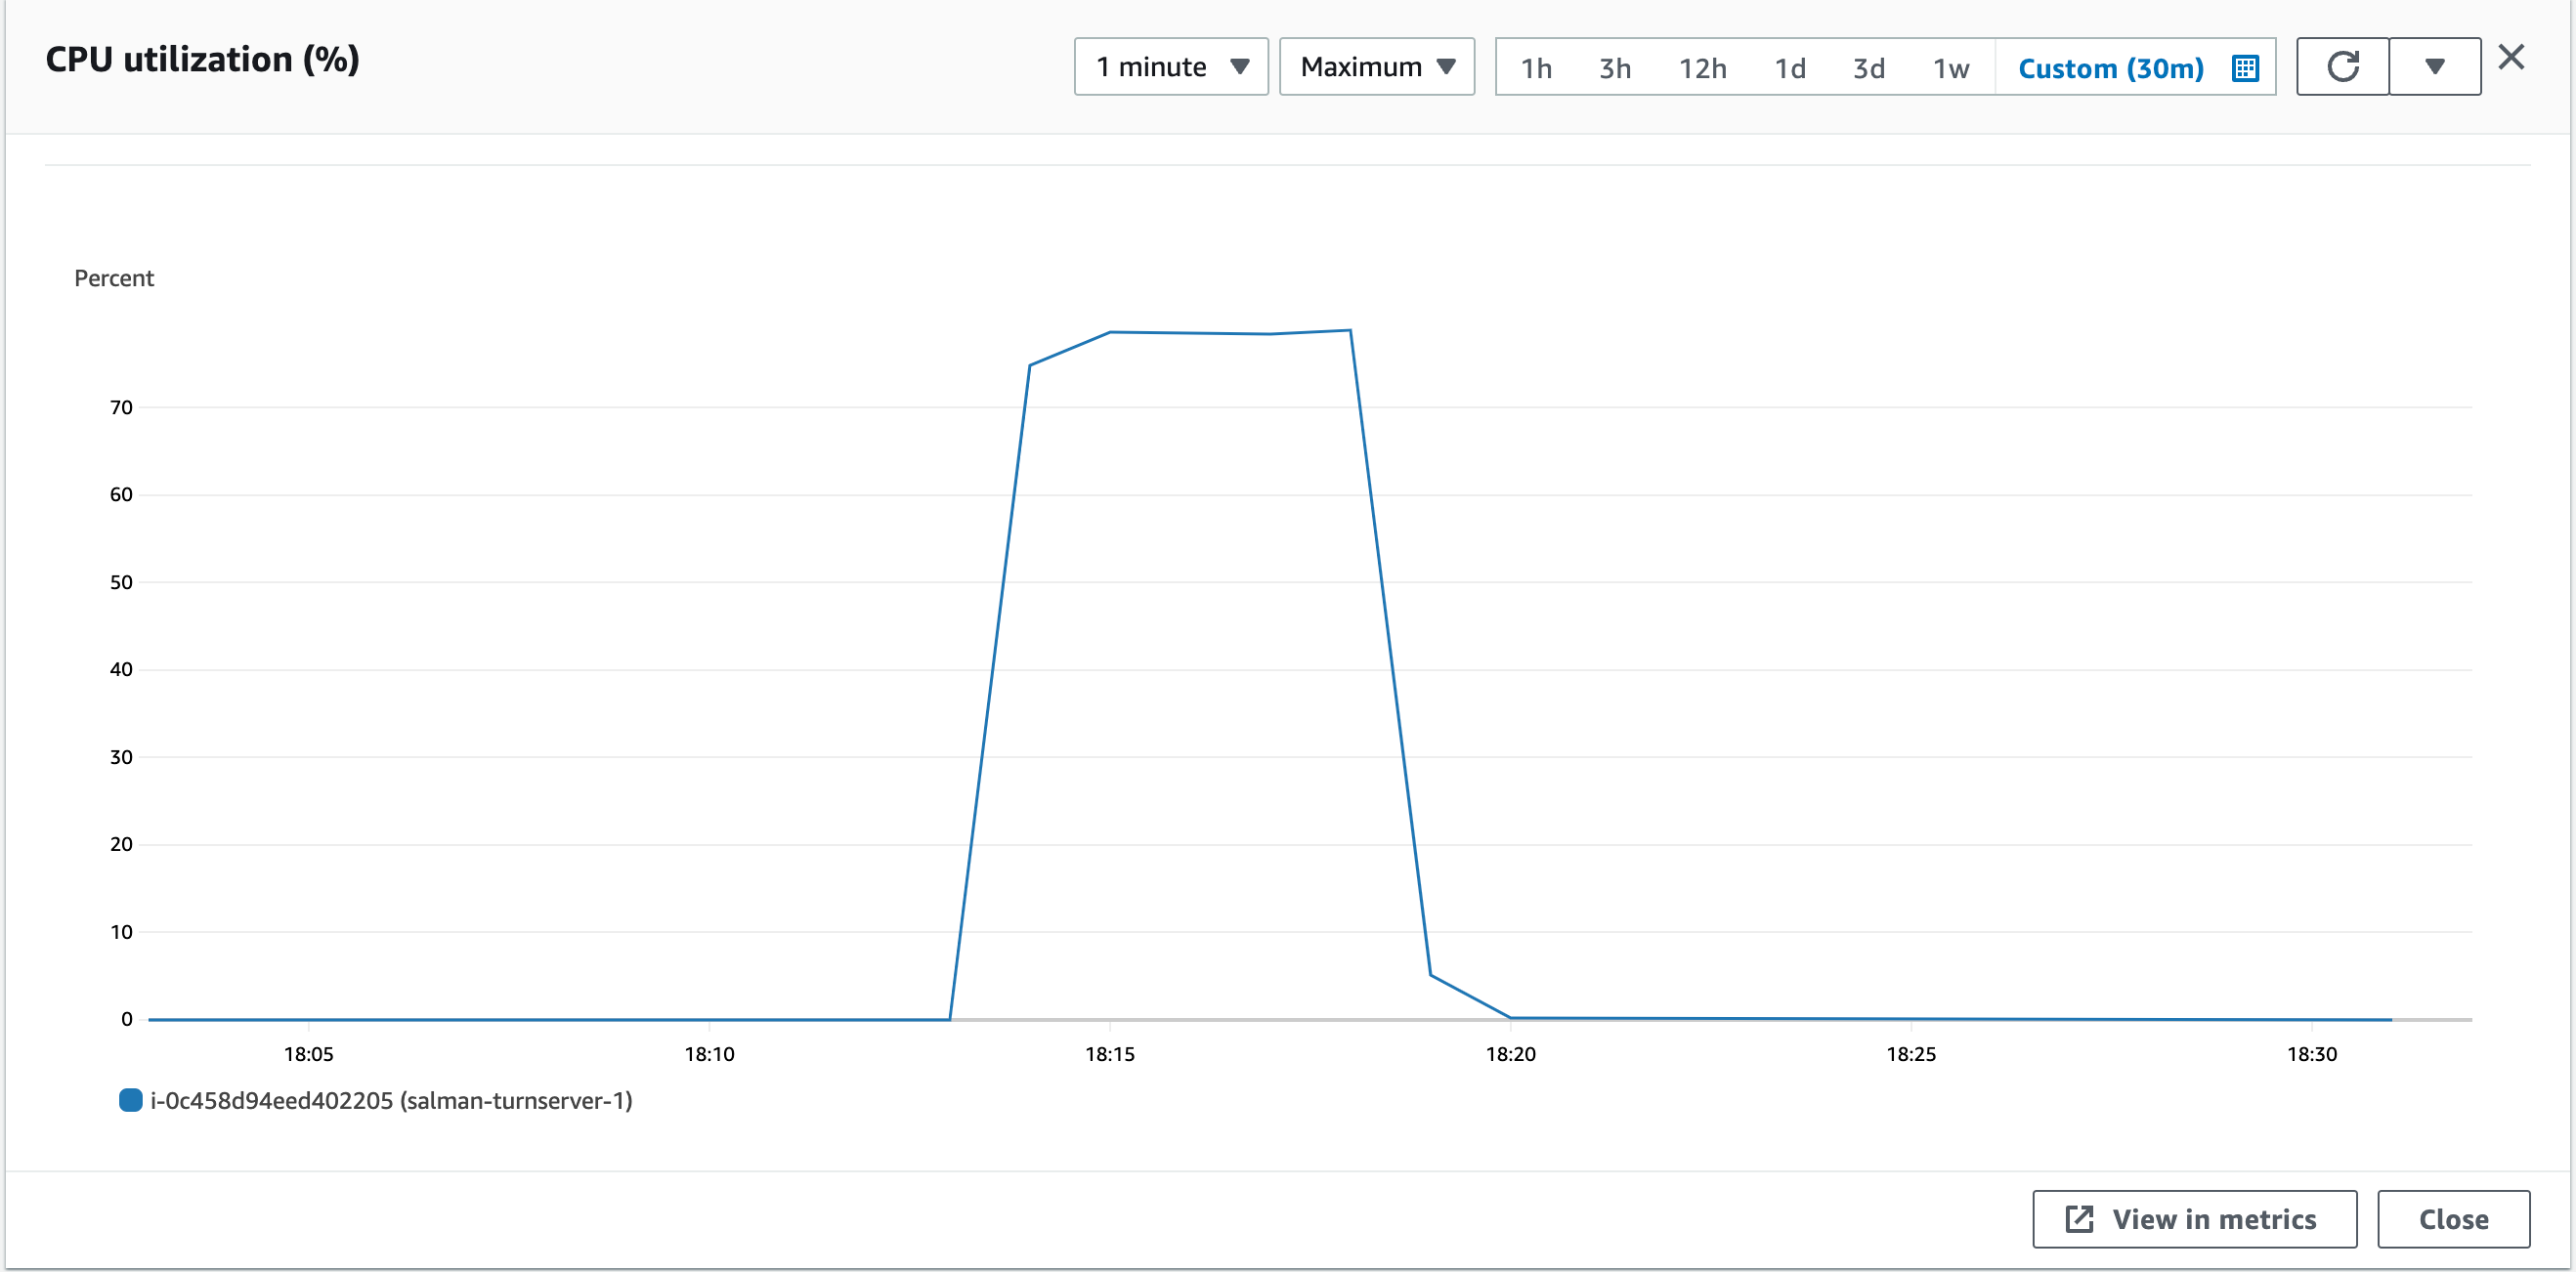 CPU utilization (%)
1 minute Maximum 1h 3h 12h 1d 3d 1w Custom (30m)
Percent
70
60
50
40
30
20
10
0
18:05 18:10 18:15 18:20 18:25 18:30
i-0c458d94eed402205 (salman-turnserver-1)
View in metrics Close